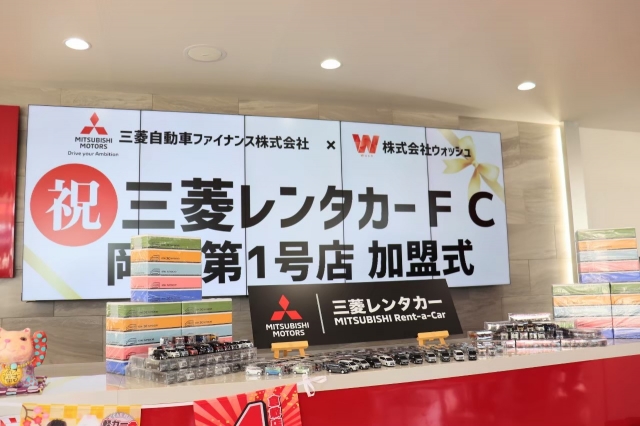 MITSUBISHI
MOTORS
Drive your Ambition
三菱自動車ファイナンス株式会社 × W 株式会社ウォッシュ
祝 三菱レンタカーFC
岡 第1号店 加盟式
MITSUBISHI
MOTORS
三菱レンタカー
MITSUBISHI Rent-a-Car